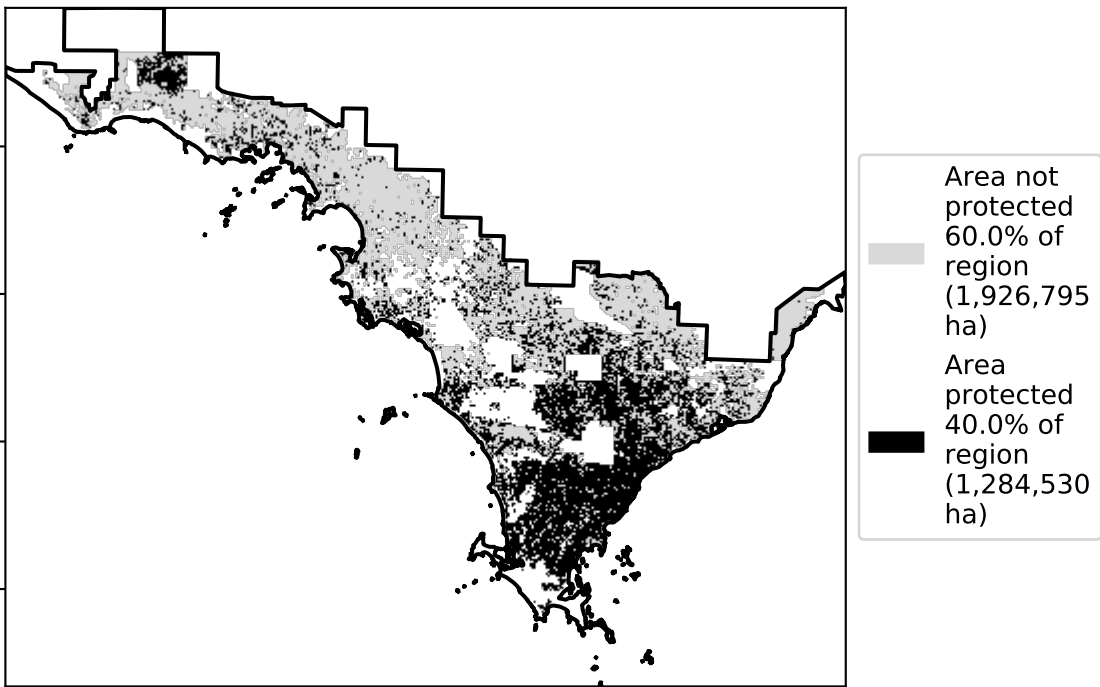 Area not
protected
60.0% of
region
(1,926,795
ha)
Area
protected
40.0% of
region
(1,284,530
ha)